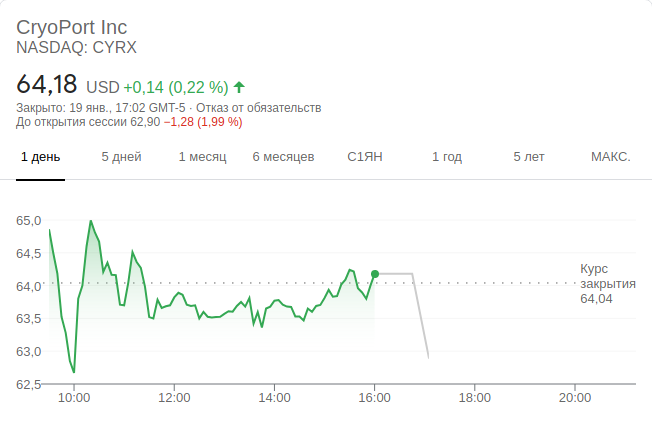 CryoPort Inc
NASDAQ: CYRX
64,18 USD +0,14 (0,22 %)
Закрыто: 19 янв., 17:02 GMT-5 · Отказ от обязательств
До открытия сессии 62,90 −1,28 (1,99 %)
1 день 5 дней 1 месяц 6 месяцев С1ЯН 1 год 5 лет МАКС.
65,0
64,5
64,0
63,5
63,0
62,5
Курс
закрытия
64,04
10:00 12:00 14:00 16:00 18:00 20:00